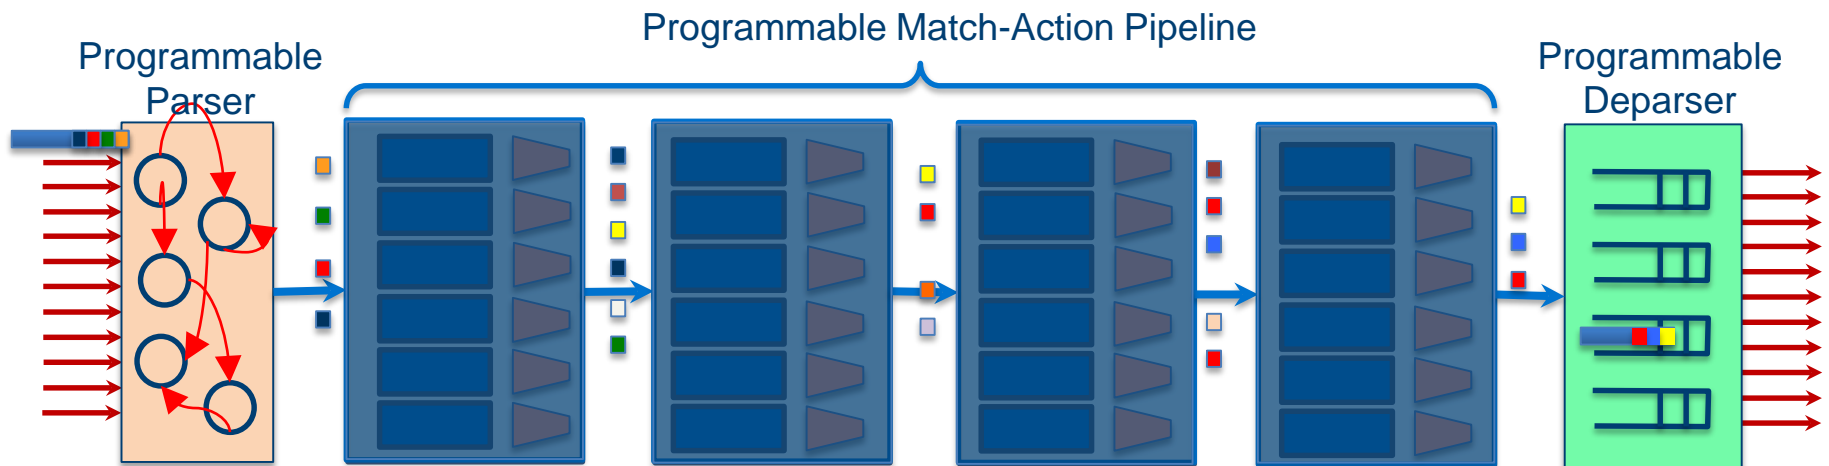 Programmable Match-Action Pipeline
Programmable
Parser
Programmable
Deparser